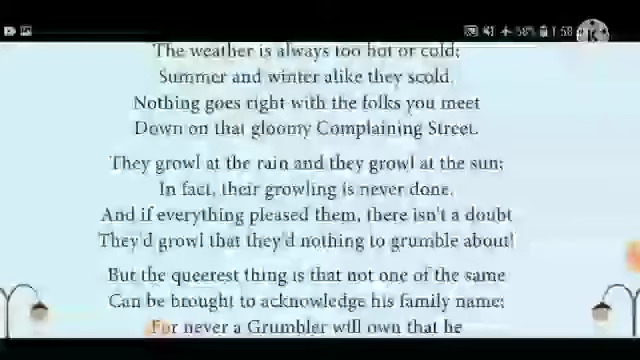 58% 1:58
K
The weather is always too hot or cold;
Summer and winter alike they scold.
Nothing goes right with the folks you meet
Down on that gloomy Complaining Street.
They growl at the rain and they growl at the sun;
In fact, their growling is never done.
And if everything pleased them, there isn't a doubt
They'd growl that they'd nothing to grumble about!
But the queerest thing is that not one of the same
Can be brought to acknowledge his family name;
For never a Grumbler will own that he